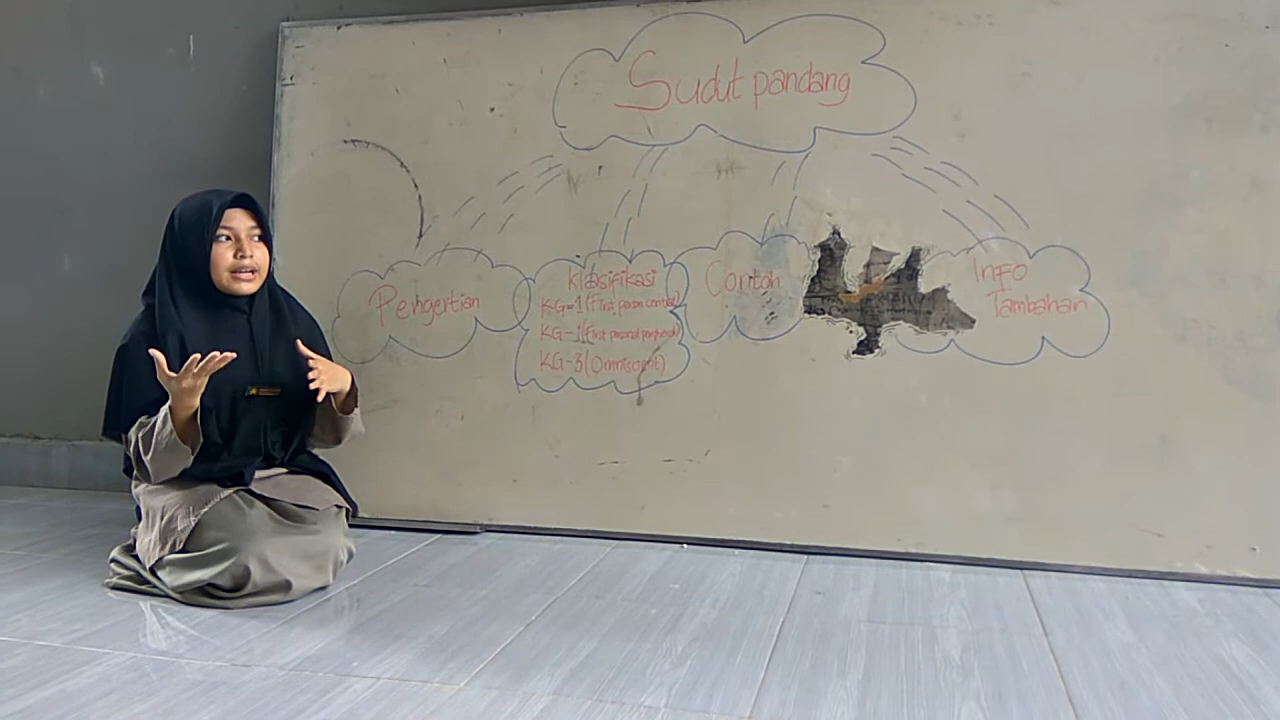 Sudut pandang
Pengertian
Klasifikasi
KG-1 (First person central)
KG-1 (First personal peripheral)
KG-3 (Omniscient)
Contoh
Info
Tambahan